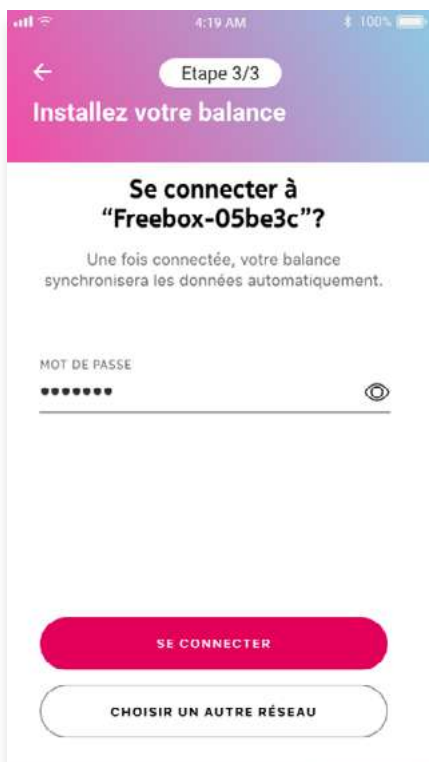 4:19 AM
100%
Etape 3/3
Installez votre balance
Se connecter à
“Freebox-05be3c”?
Une fois connectée, votre balance
synchronisera les données automatiquement.
MOT DE PASSE
•••••••
SE CONNECTER
CHOISIR UN AUTRE RÉSEAU